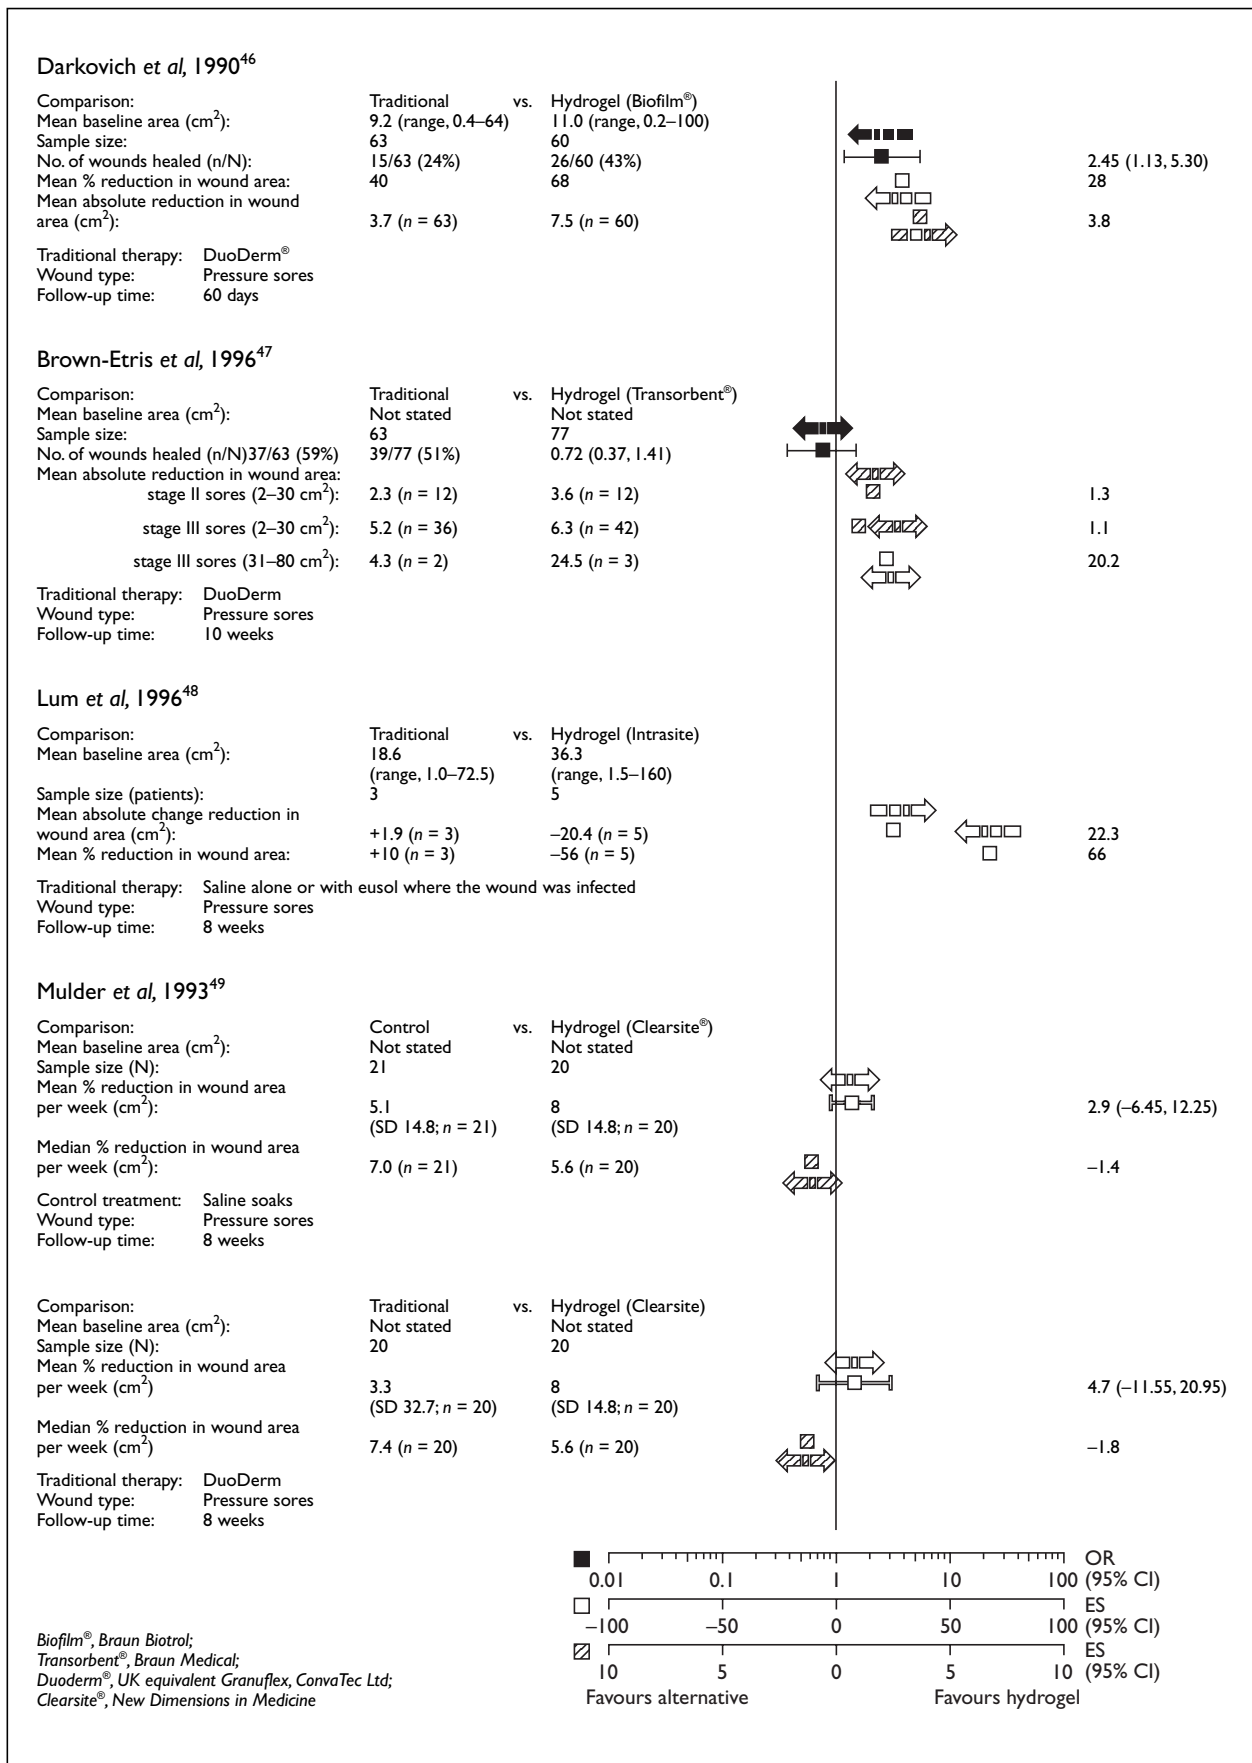 Darkovich et al, 199046
Comparison: Traditional vs. Hydrogel (Biofilm®)
Mean baseline area (cm2): 9.2 (range, 0.4–64) 11.0 (range, 0.2–100)
Sample size: 63 60
No. of wounds healed (n/N): 15/63 (24%) 26/60 (43%) 2.45 (1.13, 5.30)
Mean % reduction in wound area: 40 68 28
Mean absolute reduction in wound
area (cm2): 3.7 (n = 63) 7.5 (n = 60) 3.8
Traditional therapy: DuoDerm®
Wound type: Pressure sores
Follow-up time: 60 days
Brown-Etris et al, 199647
Comparison: Traditional vs. Hydrogel (Transorbent®)
Mean baseline area (cm2): Not stated Not stated
Sample size: 63 77
No. of wounds healed (n/N)37/63 (59%) 39/77 (51%) 0.72 (0.37, 1.41)
Mean absolute reduction in wound area:
stage II sores (2–30 cm2): 2.3 (n = 12) 3.6 (n = 12) 1.3
stage III sores (2–30 cm2): 5.2 (n = 36) 6.3 (n = 42) 1.1
stage III sores (31–80 cm2): 4.3 (n = 2) 24.5 (n = 3) 20.2
Traditional therapy: DuoDerm
Wound type: Pressure sores
Follow-up time: 10 weeks
Lum et al, 199648
Comparison: Traditional vs. Hydrogel (Intrasite)
Mean baseline area (cm2): 18.6 36.3
(range, 1.0–72.5) (range, 1.5–160)
Sample size (patients): 3 5
Mean absolute change reduction in
wound area (cm2): +1.9 (n = 3) –20.4 (n = 5) 22.3
Mean % reduction in wound area: +10 (n = 3) –56 (n = 5) 66
Traditional therapy: Saline alone or with eusol where the wound was infected
Wound type: Pressure sores
Follow-up time: 8 weeks
Mulder et al, 199349
Comparison: Control vs. Hydrogel (Clearsite®)
Mean baseline area (cm2): Not stated Not stated
Sample size (N): 21 20
Mean % reduction in wound area
per week (cm2): 5.1 8 2.9 (–6.45, 12.25)
(SD 14.8; n = 21) (SD 14.8; n = 20)
Median % reduction in wound area
per week (cm2): 7.0 (n = 21) 5.6 (n = 20) –1.4
Control treatment: Saline soaks
Wound type: Pressure sores
Follow-up time: 8 weeks
Comparison: Traditional vs. Hydrogel (Clearsite)
Mean baseline area (cm2): Not stated Not stated
Sample size (N): 20 20
Mean % reduction in wound area
per week (cm2) 3.3 8 4.7 (–11.55, 20.95)
(SD 32.7; n = 20) (SD 14.8; n = 20)
Median % reduction in wound area
per week (cm2) 7.4 (n = 20) 5.6 (n = 20) –1.8
Traditional therapy: DuoDerm
Wound type: Pressure sores
Follow-up time: 8 weeks
OR
0.01 0.1 1 10 100 (95% CI)
ES
–100 –50 0 50 100 (95% CI)
ES
10 5 0 5 10 (95% CI)
Favours alternative Favours hydrogel
Biofilm®, Braun Biotrol;
Transorbent®, Braun Medical;
Duoderm®, UK equivalent Granuflex, ConvaTec Ltd;
Clearsite®, New Dimensions in Medicine